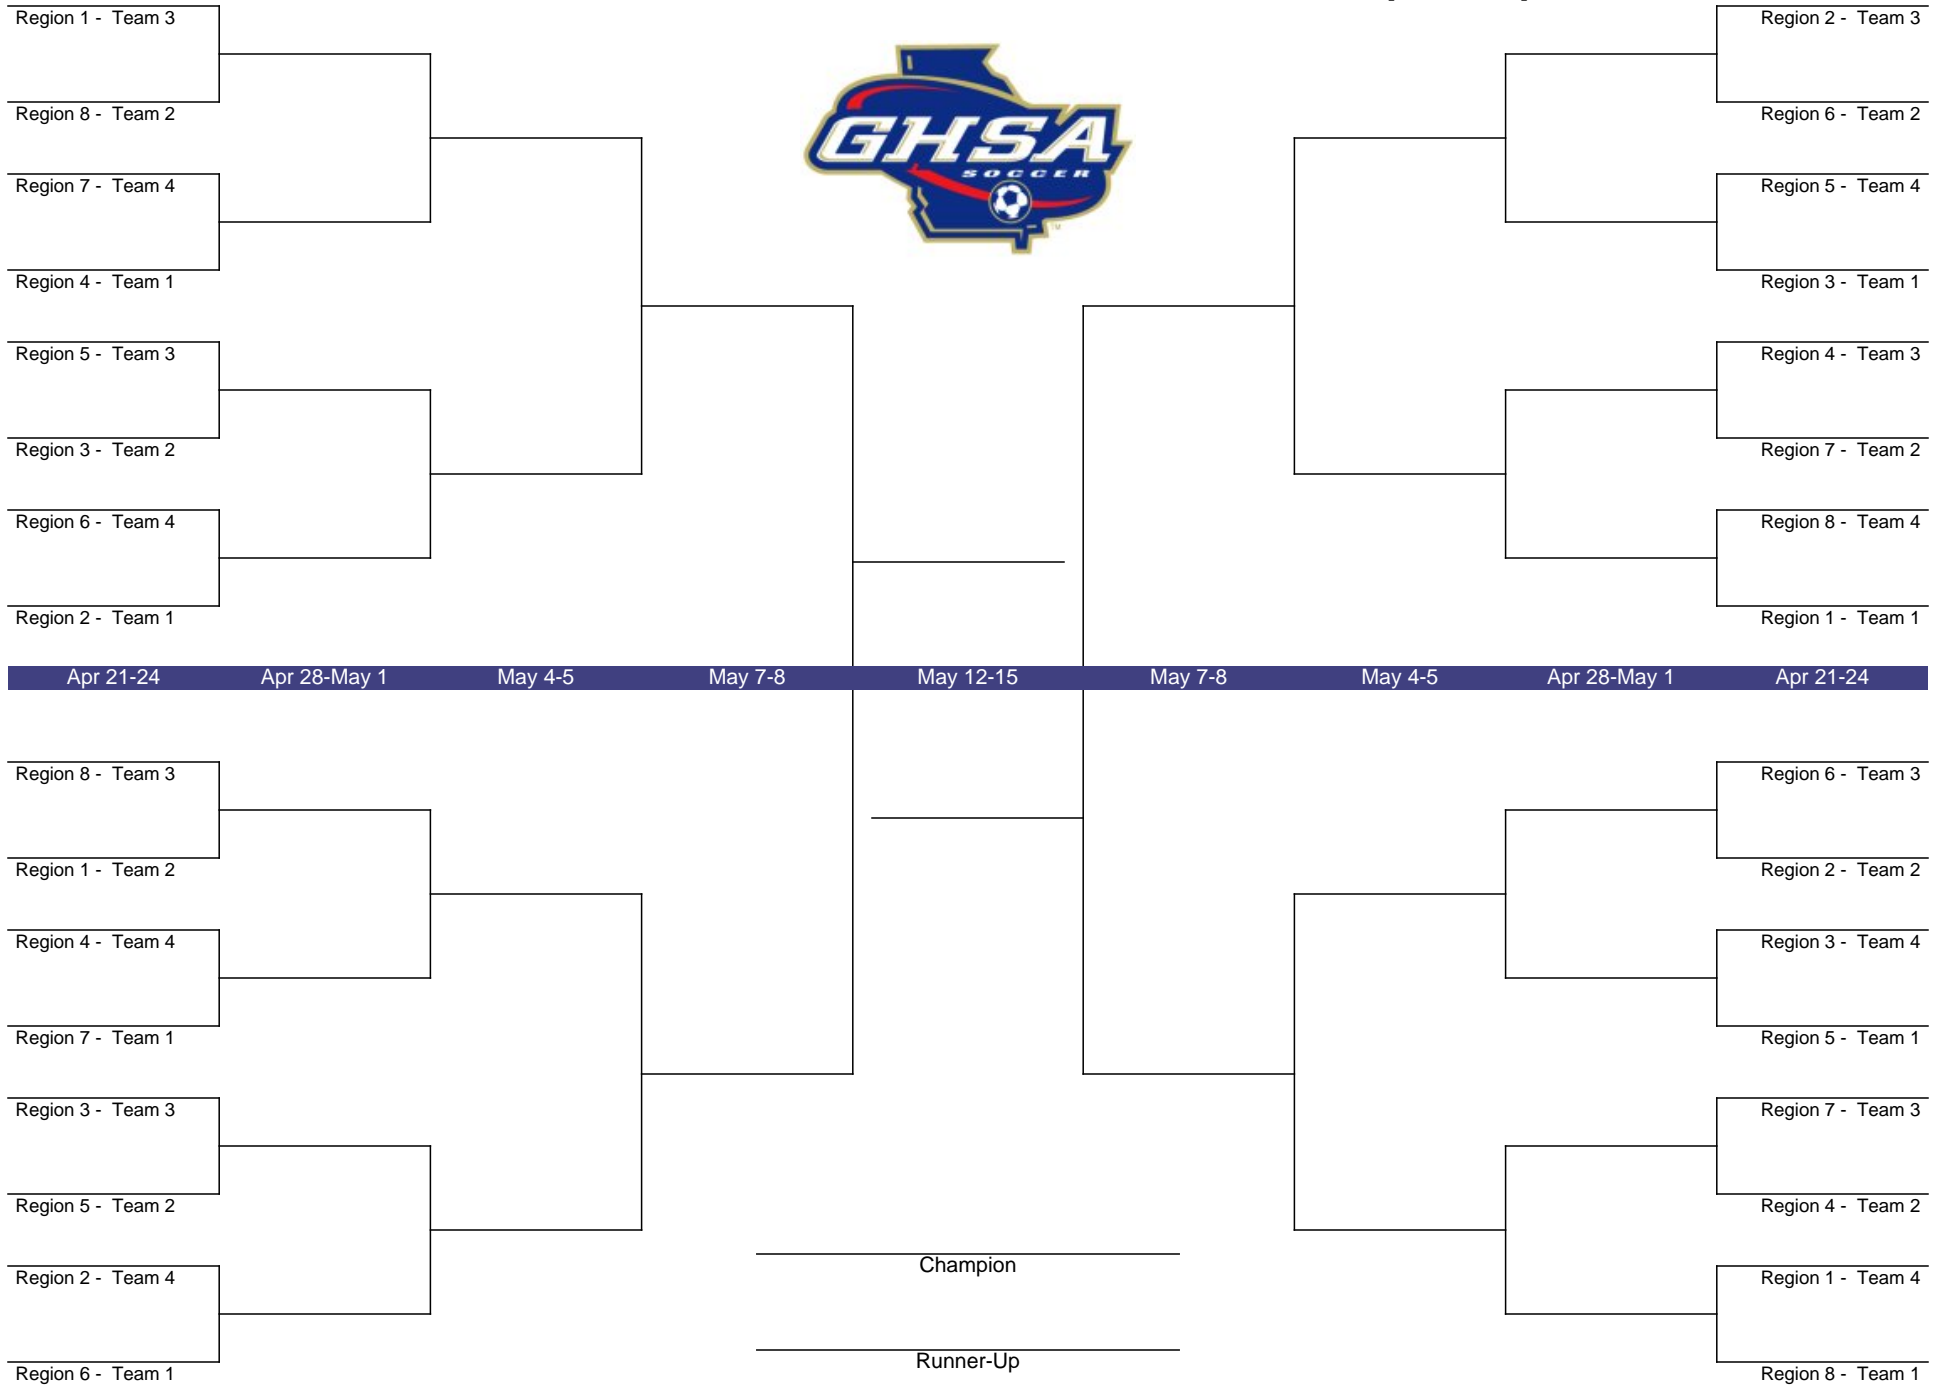 Region 1 - Team 3
Region 8 - Team 2
Region 7 - Team 4
Region 4 - Team 1
Region 5 - Team 3
Region 3 - Team 2
Region 6 - Team 4
Region 2 - Team 1
GHSA
SOCCER
TM
Region 2 - Team 3
Region 6 - Team 2
Region 5 - Team 4
Region 3 - Team 1
Region 4 - Team 3
Region 7 - Team 2
Region 8 - Team 4
Region 1 - Team 1
Apr 21-24 Apr 28-May 1 May 4-5 May 7-8 May 12-15 May 7-8 May 4-5 Apr 28-May 1 Apr 21-24
Region 8 - Team 3
Region 1 - Team 2
Region 4 - Team 4
Region 7 - Team 1
Region 3 - Team 3
Region 5 - Team 2
Region 2 - Team 4
Region 6 - Team 1
Champion
Runner-Up
Region 6 - Team 3
Region 2 - Team 2
Region 3 - Team 4
Region 5 - Team 1
Region 7 - Team 3
Region 4 - Team 2
Region 1 - Team 4
Region 8 - Team 1